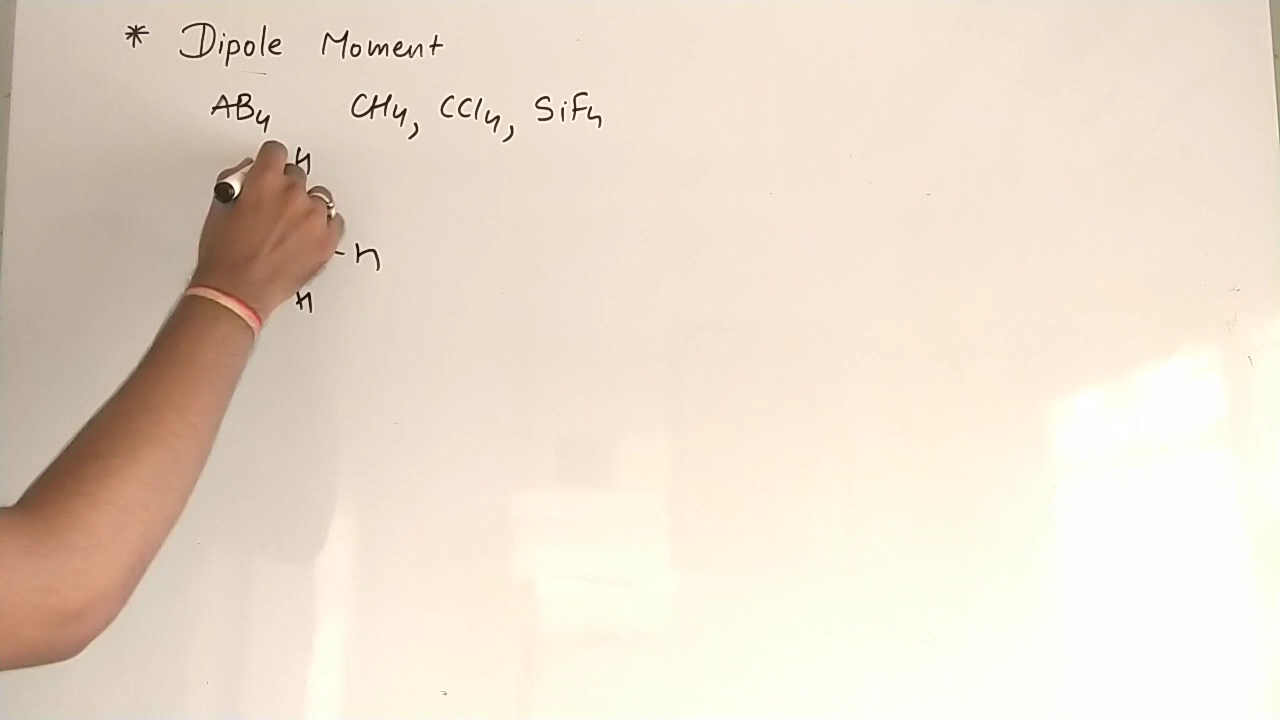 * Dipole Moment
AB4 CH4, CCl4, SiF4
H
-H
H